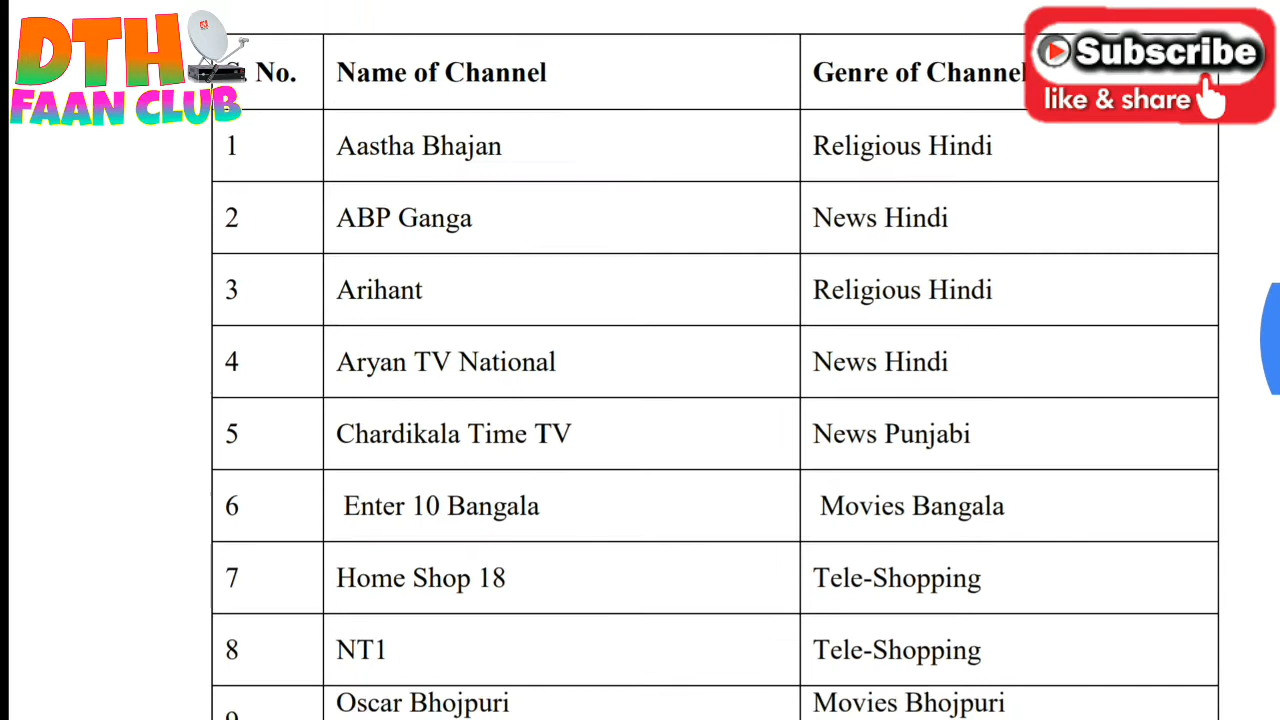 DTH
FAAN CLUB
Subscribe
like & share
. No. Name of Channel Genre of Channel
1 Aastha Bhajan Religious Hindi
2 ABP Ganga News Hindi
3 Arihant Religious Hindi
4 Aryan TV National News Hindi
5 Chardikala Time TV News Punjabi
6 Enter 10 Bangala Movies Bangala
7 Home Shop 18 Tele-Shopping
8 NT1 Tele-Shopping
9 Oscar Bhojpuri Movies Bhojpuri